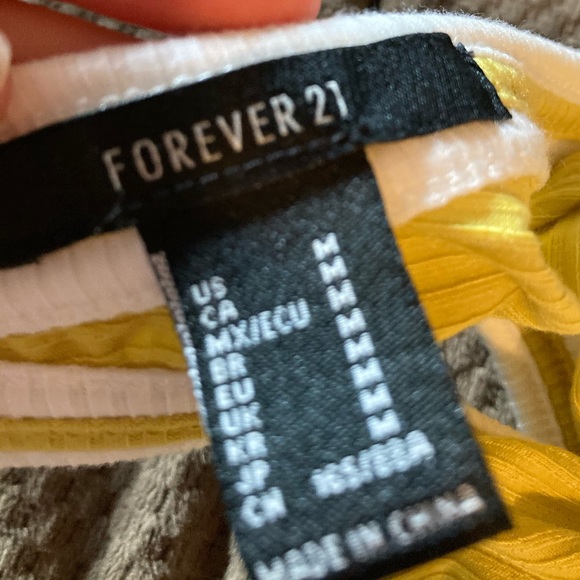 FOREVER 21
US M
CA M
MX/ECU M
BR M
EU M
UK M
KR M
JP M
CN 165/88A
MADE IN CHINA